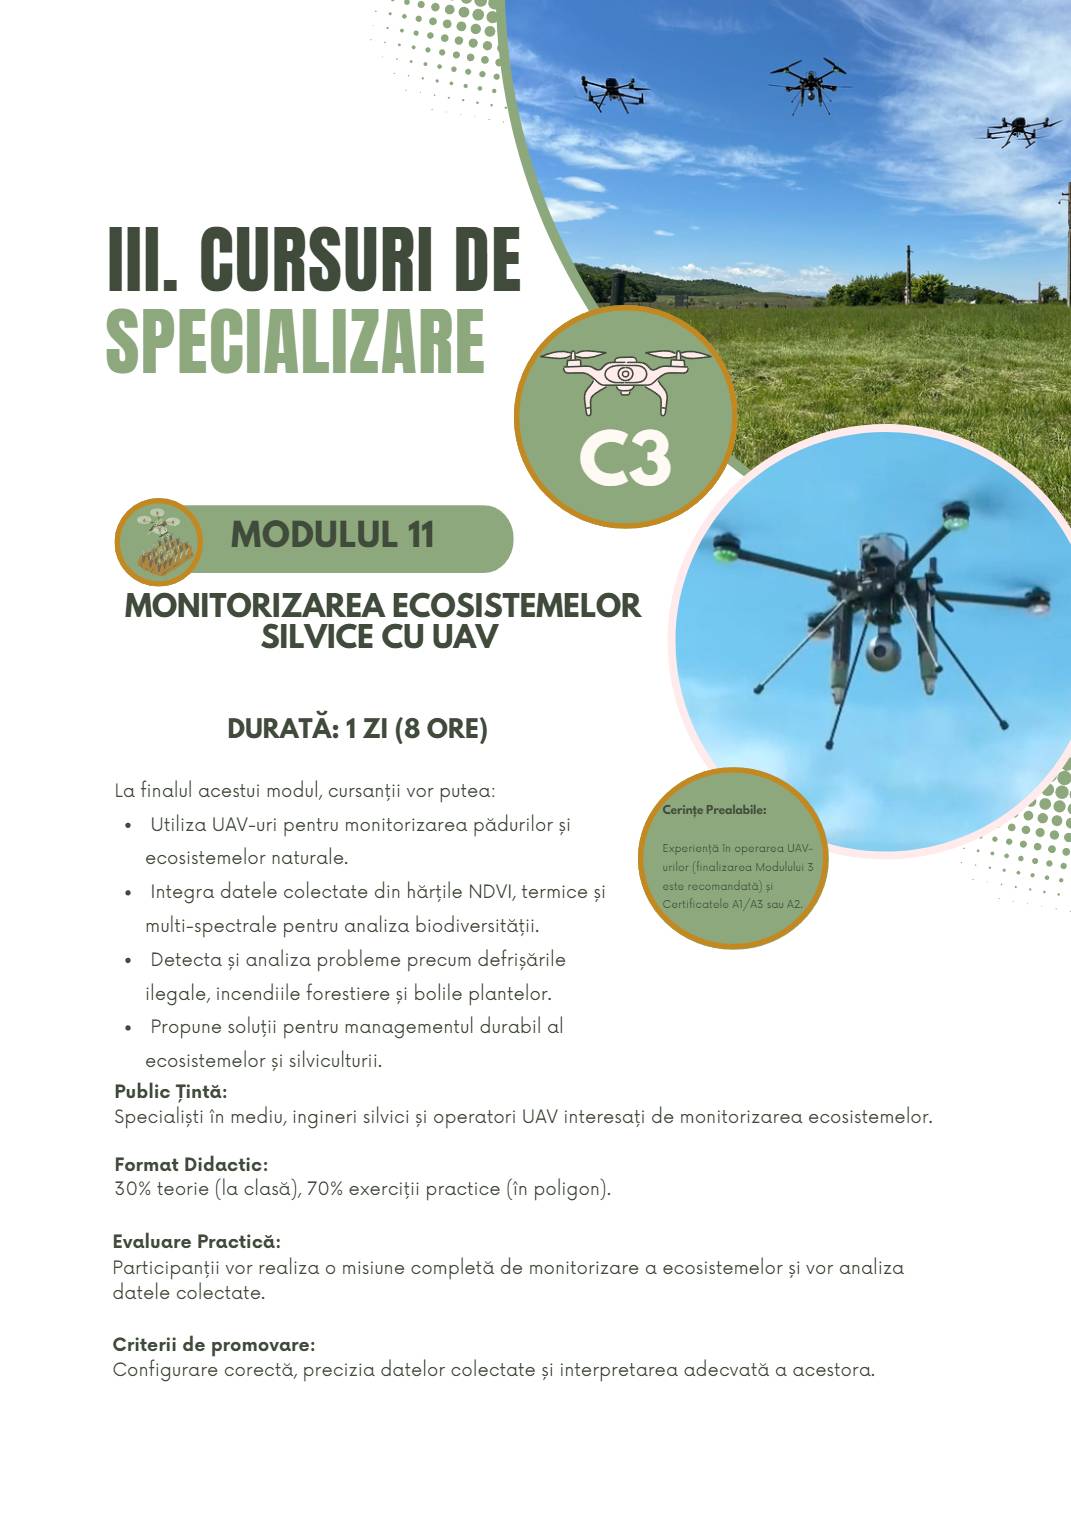 III. CURSURI DE
SPECIALIZARE
C3
MODULUL 11
MONITORIZAREA ECOSISTEMELOR
SILVICE CU UAV
DURATĂ: 1 ZI (8 ORE)
La finalul acestui modul, cursanții vor putea:
• Utiliza UAV-uri pentru monitorizarea pădurilor și
ecosistemelor naturale.
• Integra datele colectate din hărțile NDVI, termice și
multi-spectrale pentru analiza biodiversității.
• Detecta și analiza probleme precum defrișările
ilegale, incendiile forestiere și bolile plantelor.
• Propune soluții pentru managementul durabil al
ecosistemelor și silviculturii.
Cerințe Prealabile:
Experiență în operarea UAV-
urilor (finalizarea Modulului 3
este recomandată) și
Certificatele A1/A3 sau A2.
Public Țintă:
Specialiști în mediu, ingineri silvici și operatori UAV interesați de monitorizarea ecosistemelor.
Format Didactic:
30% teorie (la clasă), 70% exerciții practice (în poligon).
Evaluare Practică:
Participanții vor realiza o misiune completă de monitorizare a ecosistemelor și vor analiza
datele colectate.
Criterii de promovare:
Configurare corectă, precizia datelor colectate și interpretarea adecvată a acestora.